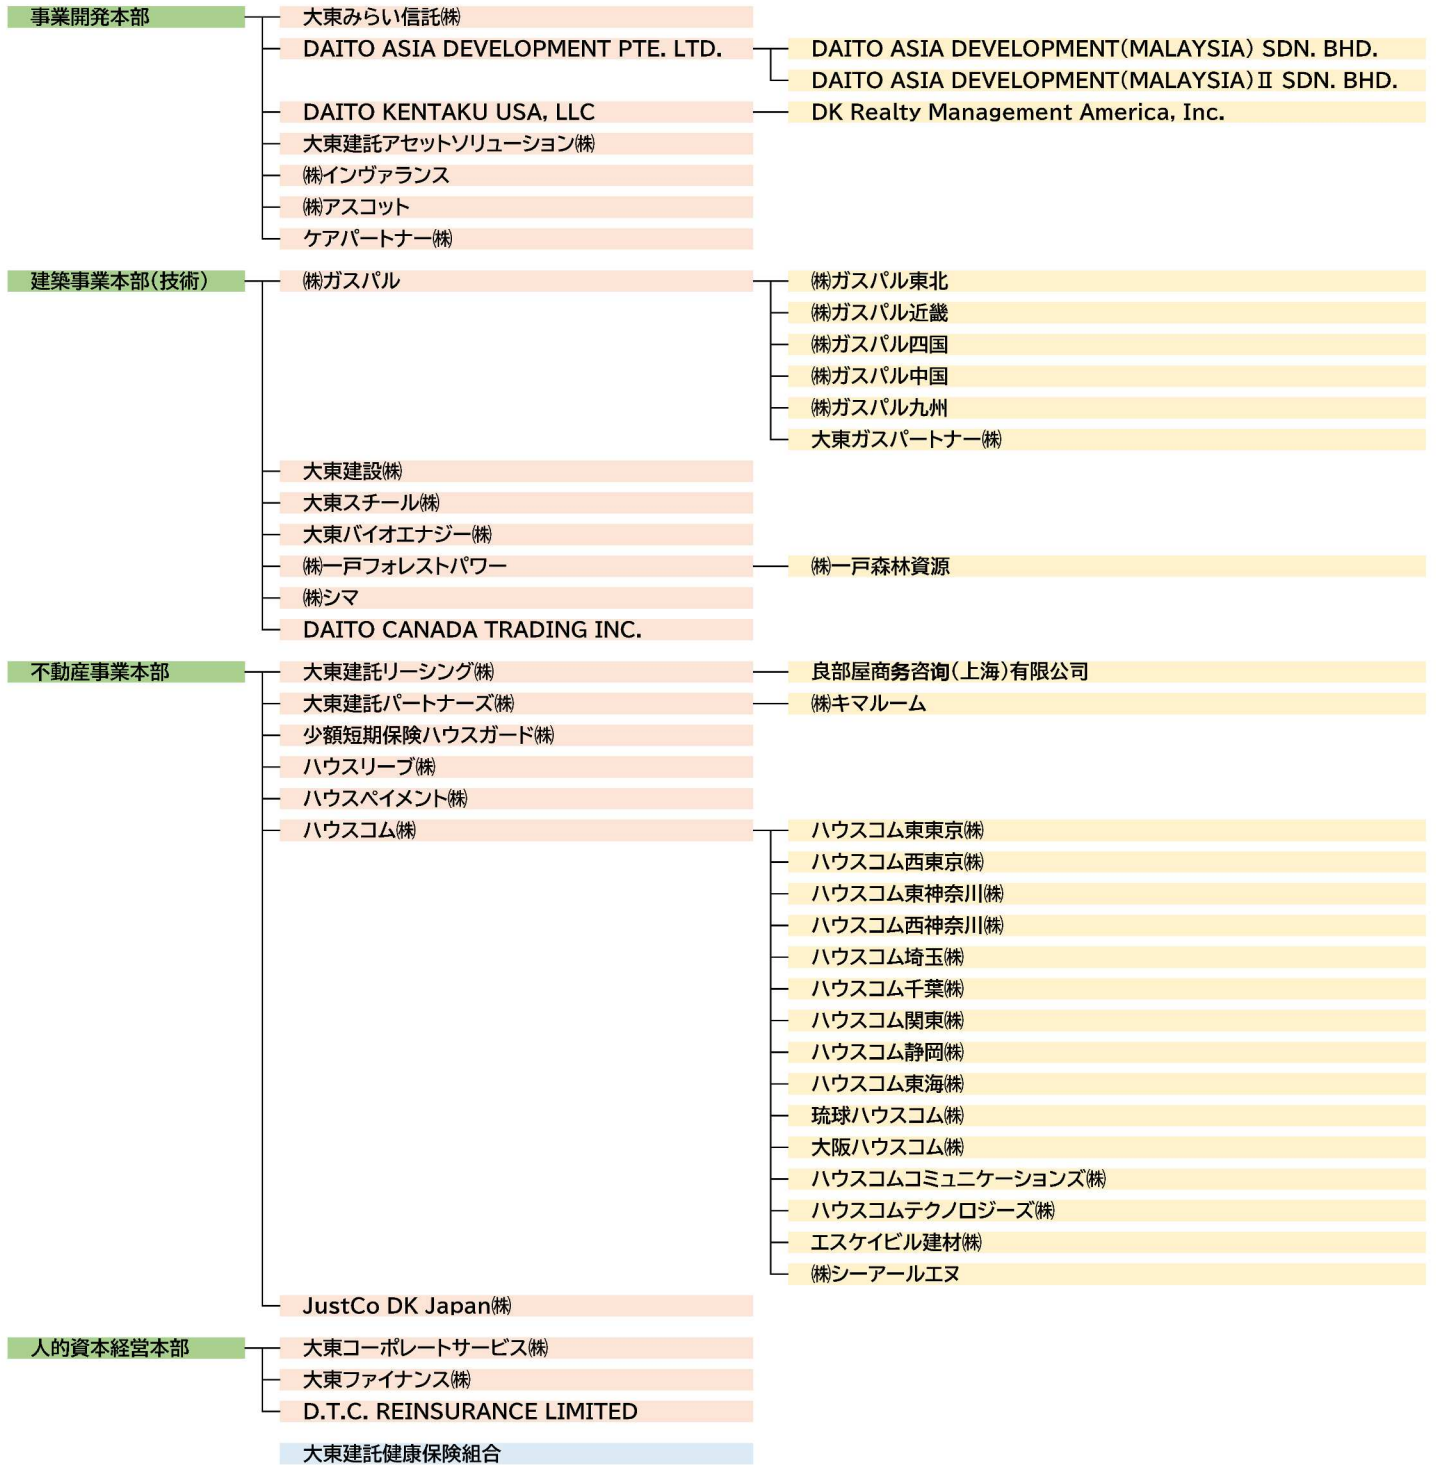 事業開発本部
大東みらい信託㈱
DAITO ASIA DEVELOPMENT PTE. LTD.
DAITO ASIA DEVELOPMENT(MALAYSIA) SDN. BHD.
DAITO ASIA DEVELOPMENT(MALAYSIA)Ⅱ SDN. BHD.
DAITO KENTAKU USA, LLC
DK Realty Management America, Inc.
大東建託アセットソリューション㈱
㈱インヴァランス
㈱アスコット
ケアパートナー㈱
建築事業本部(技術)
㈱ガスパル
㈱ガスパル東北
㈱ガスパル近畿
㈱ガスパル四国
㈱ガスパル中国
㈱ガスパル九州
大東ガスパートナー㈱
大東建設㈱
大東スチール㈱
大東バイオエナジー㈱
㈱一戸フォレストパワー
㈱一戸森林資源
㈱シマ
DAITO CANADA TRADING INC.
不動産事業本部
大東建託リーシング㈱
良部屋商务咨询(上海)有限公司
大東建託パートナーズ㈱
㈱キマルーム
少額短期保険ハウスガード㈱
ハウスリーブ㈱
ハウスペイメント㈱
ハウスコム㈱
ハウスコム東東京㈱
ハウスコム西東京㈱
ハウスコム東神奈川㈱
ハウスコム西神奈川㈱
ハウスコム埼玉㈱
ハウスコム千葉㈱
ハウスコム関東㈱
ハウスコム静岡㈱
ハウスコム東海㈱
琉球ハウスコム㈱
大阪ハウスコム㈱
ハウスコムコミュニケーションズ㈱
ハウスコムテクノロジーズ㈱
エスケイビル建材㈱
㈱シーアールエヌ
JustCo DK Japan㈱
人的資本経営本部
大東コーポレートサービス㈱
大東ファイナンス㈱
D.T.C. REINSURANCE LIMITED
大東建託健康保険組合